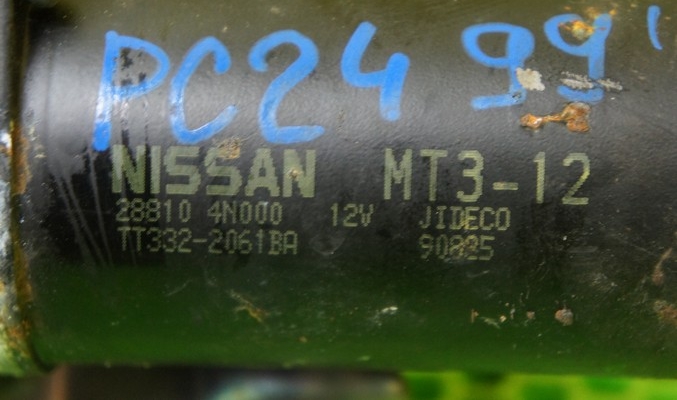 PC24 99'
NISSAN MT3-12
28810 4N000 12V JIDECO
TT332-2061BA 90825